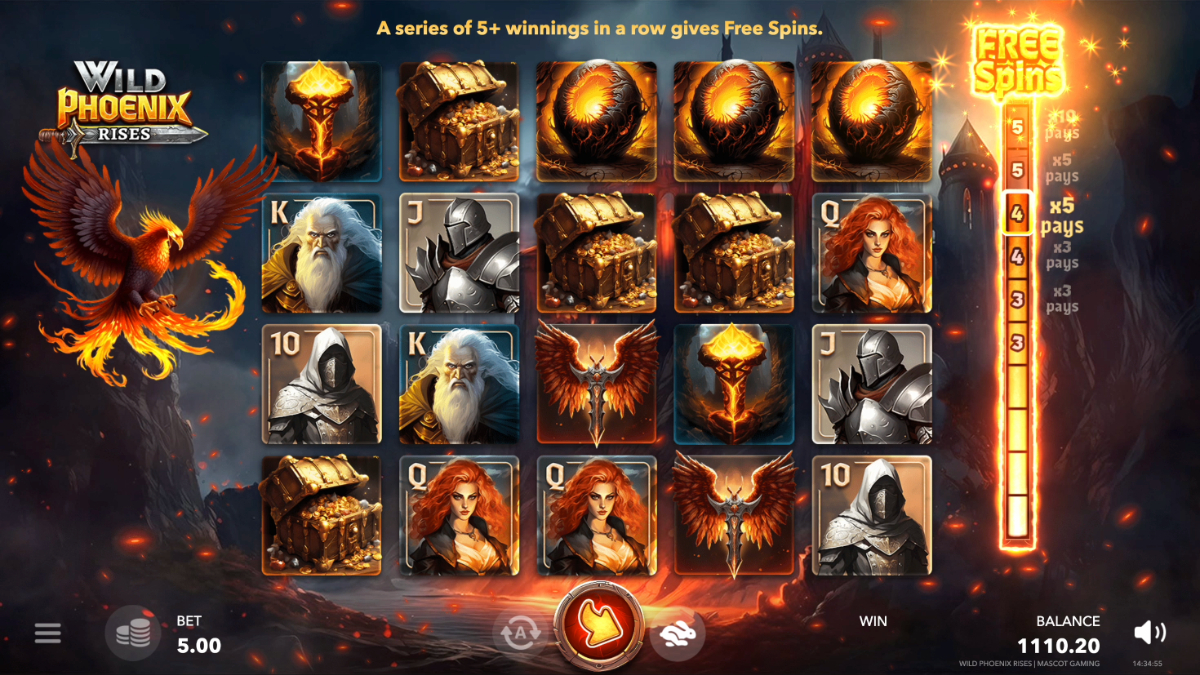 A series of 5+ winnings in a row gives Free Spins.
WILD
PHOENIX
RISES
FREE
Spins
5
x10
pays
5
x5
pays
4
x5
pays
4
x3
pays
3
x3
pays
3
K
J
Q
10
K
J
Q
Q
10
BET
5.00
A
WIN
BALANCE
1110.20
WILD PHOENIX RISES | MASCOT GAMING
14:34:55